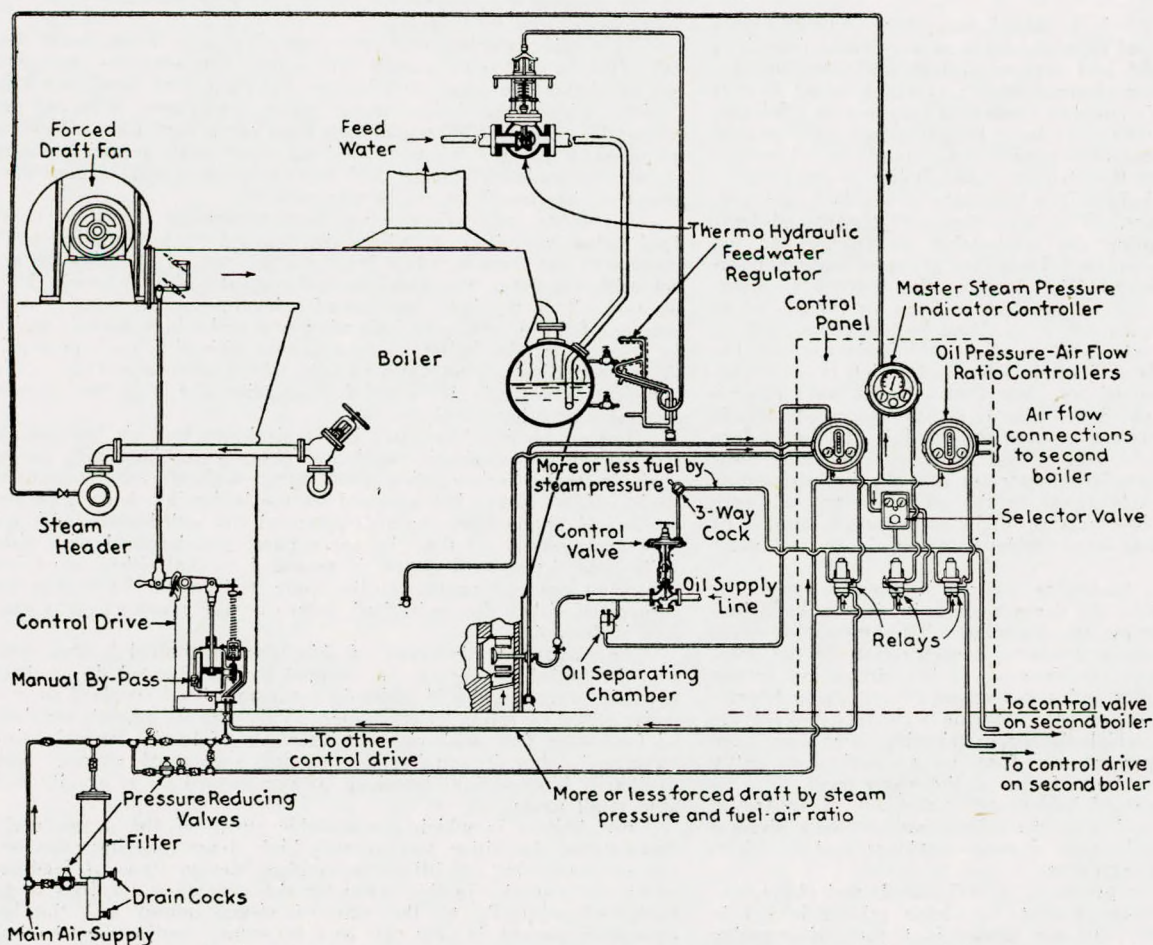 Forced
Draft Fan
Feed
Water
Thermo Hydraulic
Feedwater
Regulator
Master Steam Pressure
Indicator Controller
Control
Panel
Oil Pressure-Air Flow
Ratio Controllers
Boiler
Air flow
connections
to second
boiler
More or less fuel by
steam pressure
3-Way
Cock
Selector Valve
Steam
Header
Control
Valve
Oil Supply
Line
Control Drive
Relays
Manual By-Pass
Oil Separating
Chamber
To control valve
on second boiler
To other
control drive
To control drive
on second boiler
More or less forced draft by steam
pressure and fuel-air ratio
Pressure Reducing
Valves
Filter
Drain Cocks
Main Air Supply